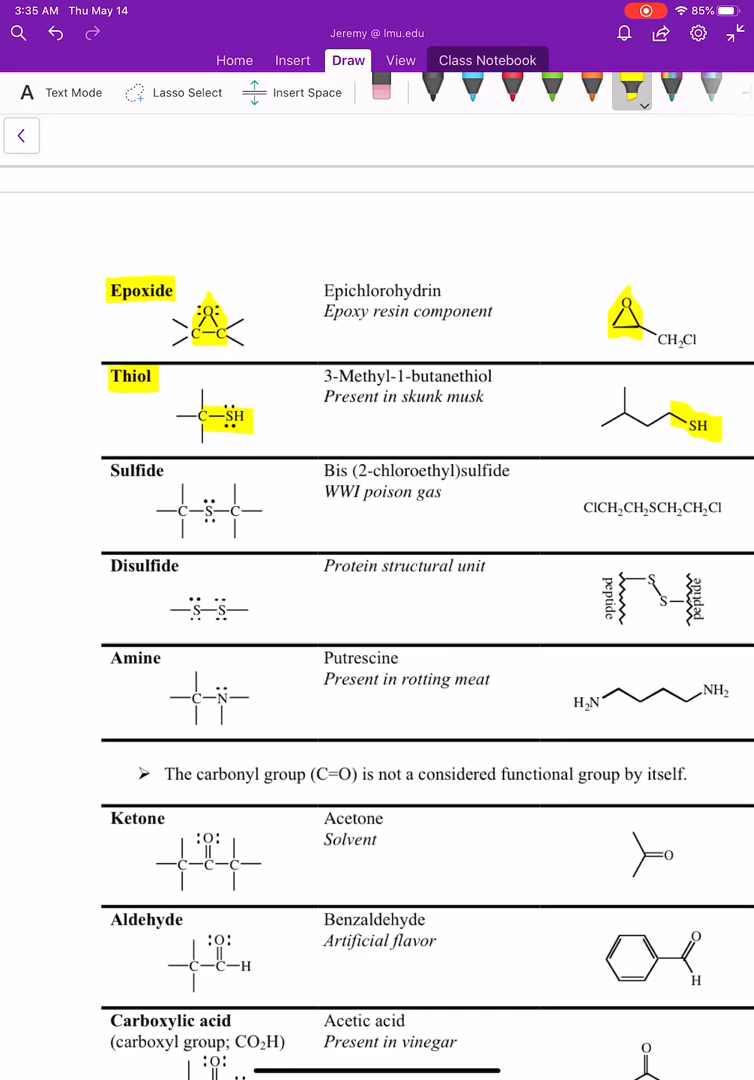 3:35 AM Thu May 14
85%
Jeremy @ lmu.edu
Home Insert Draw View Class Notebook
A Text Mode Lasso Select Insert Space
Epoxide Epichlorohydrin
Epoxy resin component
:O:
C–C
O
CH₂Cl
Thiol 3-Methyl-1-butanethiol
Present in skunk musk
C–SH
SH
Sulfide Bis (2-chloroethyl)sulfide
WWI poison gas
C–S–C
ClCH₂CH₂SCH₂CH₂Cl
Disulfide Protein structural unit
S–S
peptide S S peptide
Amine Putrescine
Present in rotting meat
C–N
H₂N NH₂
➢ The carbonyl group (C=O) is not a considered functional group by itself.
Ketone Acetone
Solvent
:O:
C–C–C
O
Aldehyde Benzaldehyde
Artificial flavor
:O:
C–C–H
O
H
Carboxylic acid Acetic acid
(carboxyl group; CO₂H) Present in vinegar
:O:
O